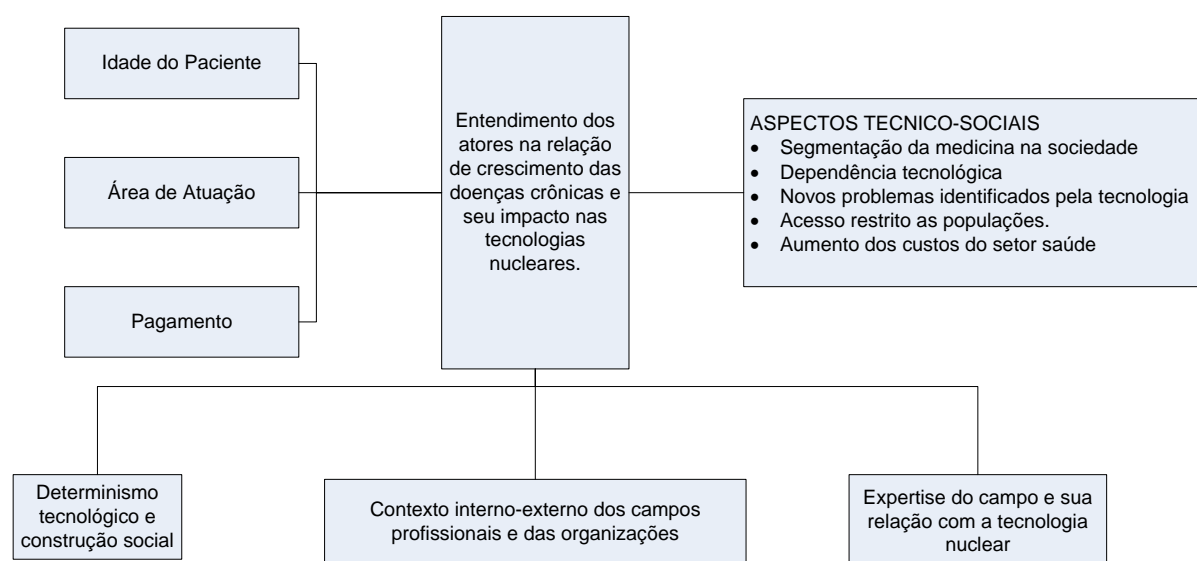 Idade do Paciente
Área de Atuação
Pagamento
Entendimento dos
atores na relação
de crescimento das
doenças crônicas e
seu impacto nas
tecnologias
nucleares.
ASPECTOS TECNICO-SOCIAIS
• Segmentação da medicina na sociedade
• Dependência tecnológica
• Novos problemas identificados pela tecnologia
• Acesso restrito as populações.
• Aumento dos custos do setor saúde
Determinismo
tecnológico e
construção social
Contexto interno-externo dos campos
profissionais e das organizações
Expertise do campo e sua
relação com a tecnologia
nuclear